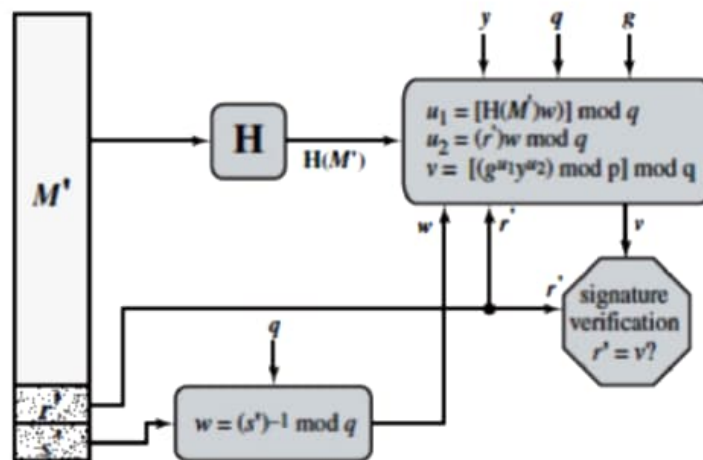 y q g
u₁ = [H(M')w)] mod q
u₂ = (r')w mod q
v = [(gᵘ¹yᵘ²) mod p] mod q
H
H(M')
M'
w r' v
r' signature
verification
r' = v?
q
r'
w = (s')⁻¹ mod q
s'